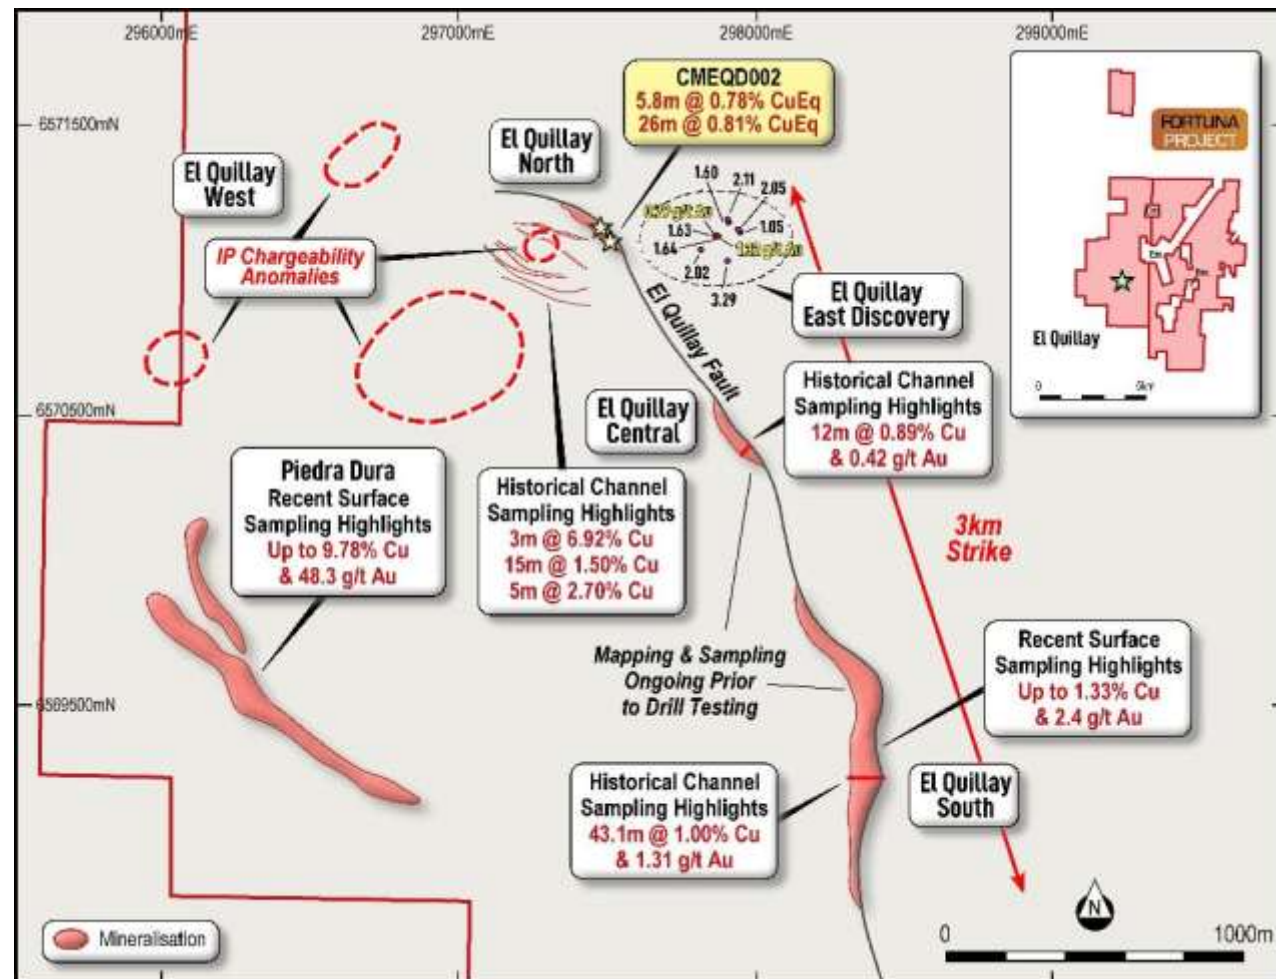 296000mE
297000mE
298000mE
299000mE
6571500mN
6570500mN
6569500mN
CMEQD002
5.8m @ 0.78% CuEq
26m @ 0.81% CuEq
El Quillay
North
El Quillay
West
IP Chargeability
Anomalies
1.60
2.11
2.05
1.63
1.05
1.64
2.02
3.29
El Quillay
East Discovery
El Quillay Fault
El Quillay
Central
Historical Channel
Sampling Highlights
12m @ 0.89% Cu
& 0.42 g/t Au
Piedra Dura
Recent Surface
Sampling Highlights
Up to 9.78% Cu
& 48.3 g/t Au
Historical Channel
Sampling Highlights
3m @ 6.92% Cu
15m @ 1.50% Cu
5m @ 2.70% Cu
3km
Strike
Mapping & Sampling
Ongoing Prior
to Drill Testing
Recent Surface
Sampling Highlights
Up to 1.33% Cu
& 2.4 g/t Au
Historical Channel
Sampling Highlights
43.1m @ 1.00% Cu
& 1.31 g/t Au
El Quillay
South
FORTUNA
PROJECT
El Quillay
0
5km
Mineralisation
N
0
1000m